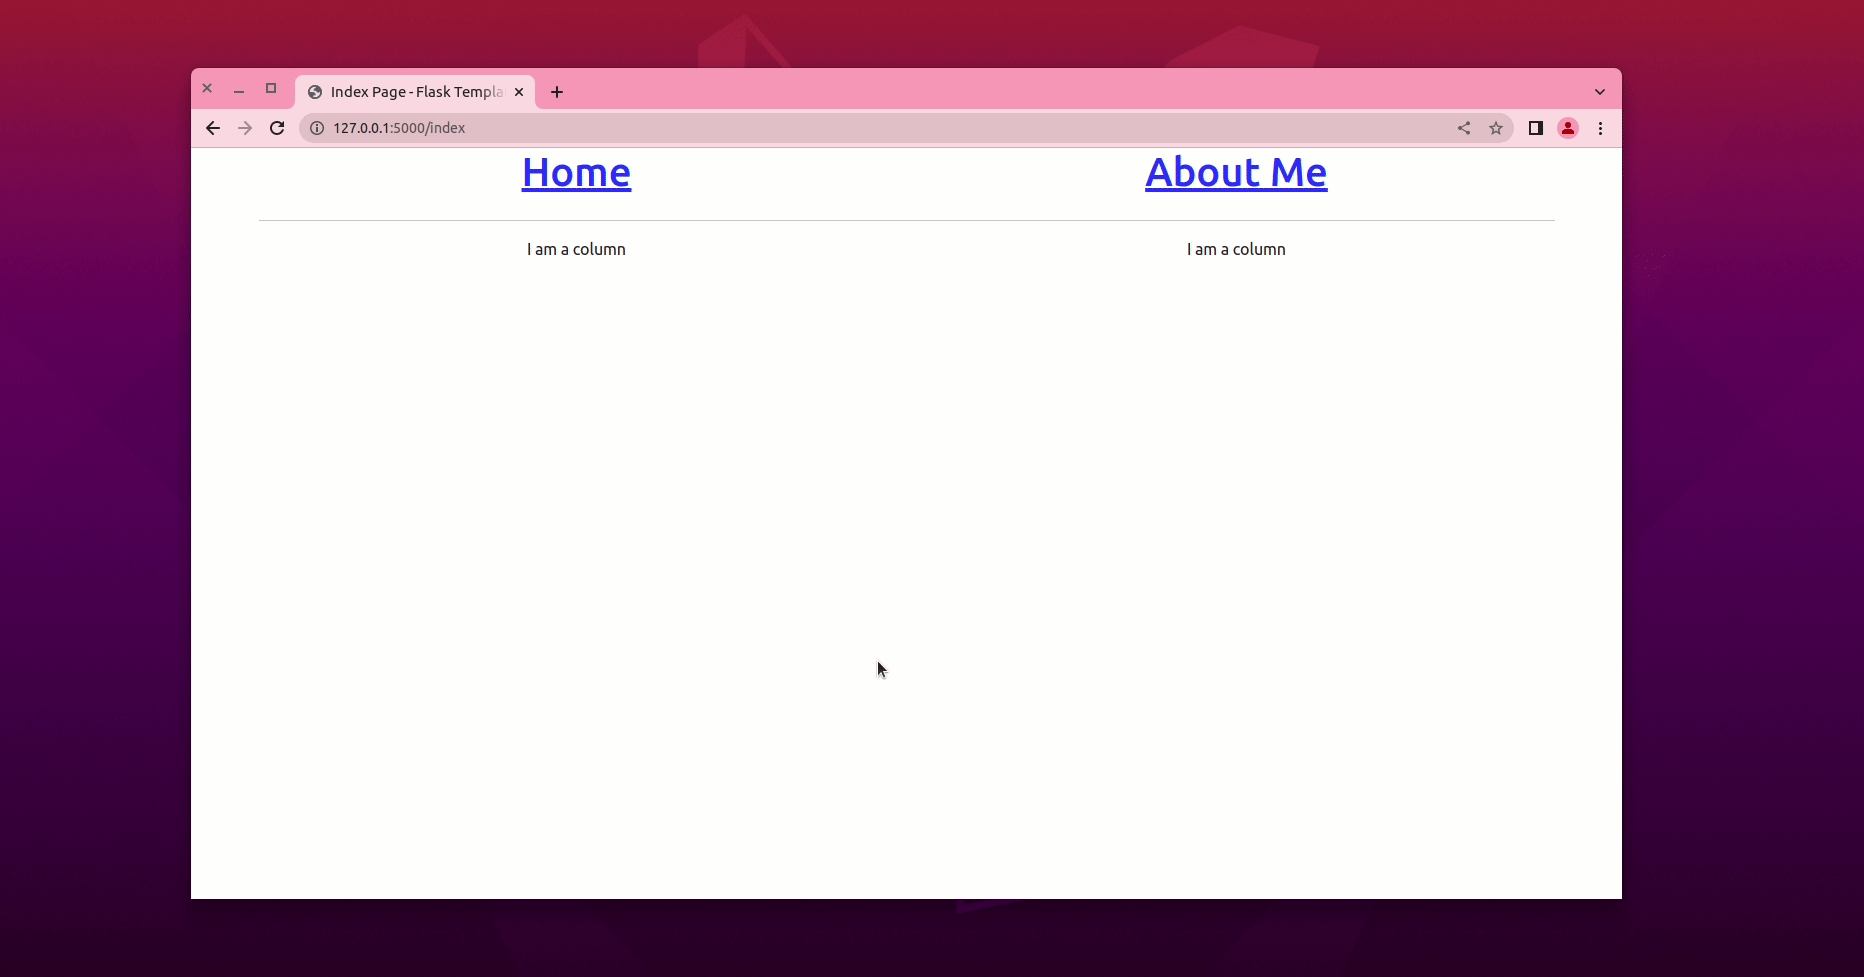 Index Page - Flask Templa
127.0.0.1:5000/index
Home About Me
I am a column I am a column